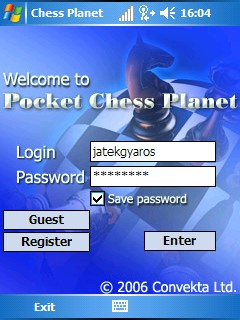 Chess Planet 16:04
Welcome to
Pocket Chess Planet
Login jatekgyaros
Password ********
Save password
Guest
Register Enter
© 2006 Convekta Ltd.
Exit